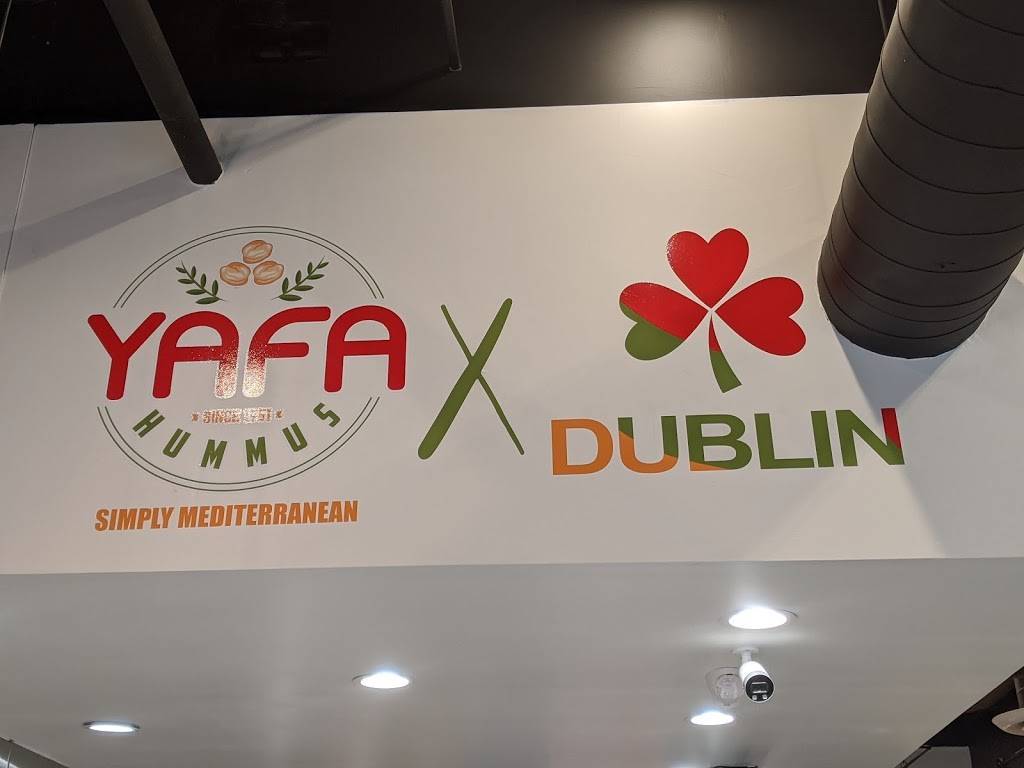 YAFA
SINCE
HUMMUS
SIMPLY MEDITERRANEAN
X
DUBLIN